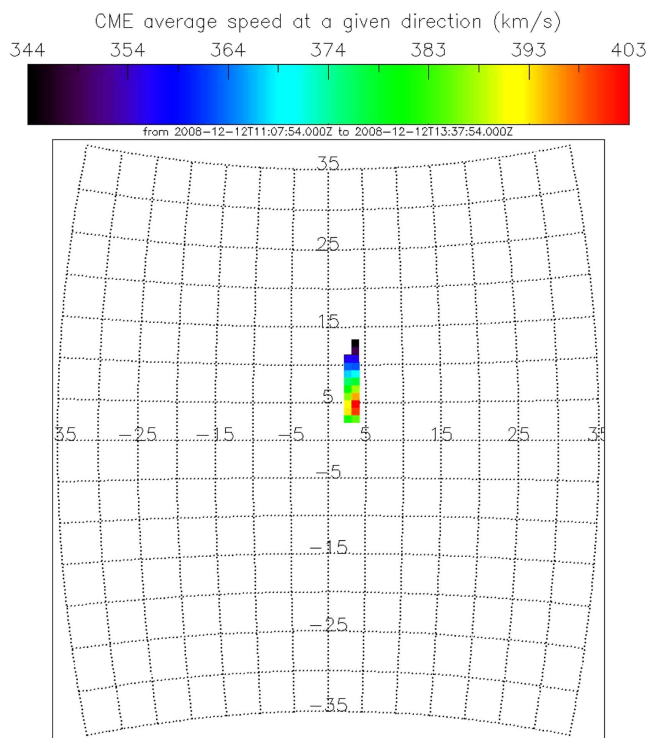 CME average speed at a given direction (km/s)
344 354 364 374 383 393 403
from 2008-12-12T11:07:54.000Z to 2008-12-12T13:37:54.000Z
35
25
15
5
35 -25 -15 -5 5 15 25 35
-5
-15
-25
-35